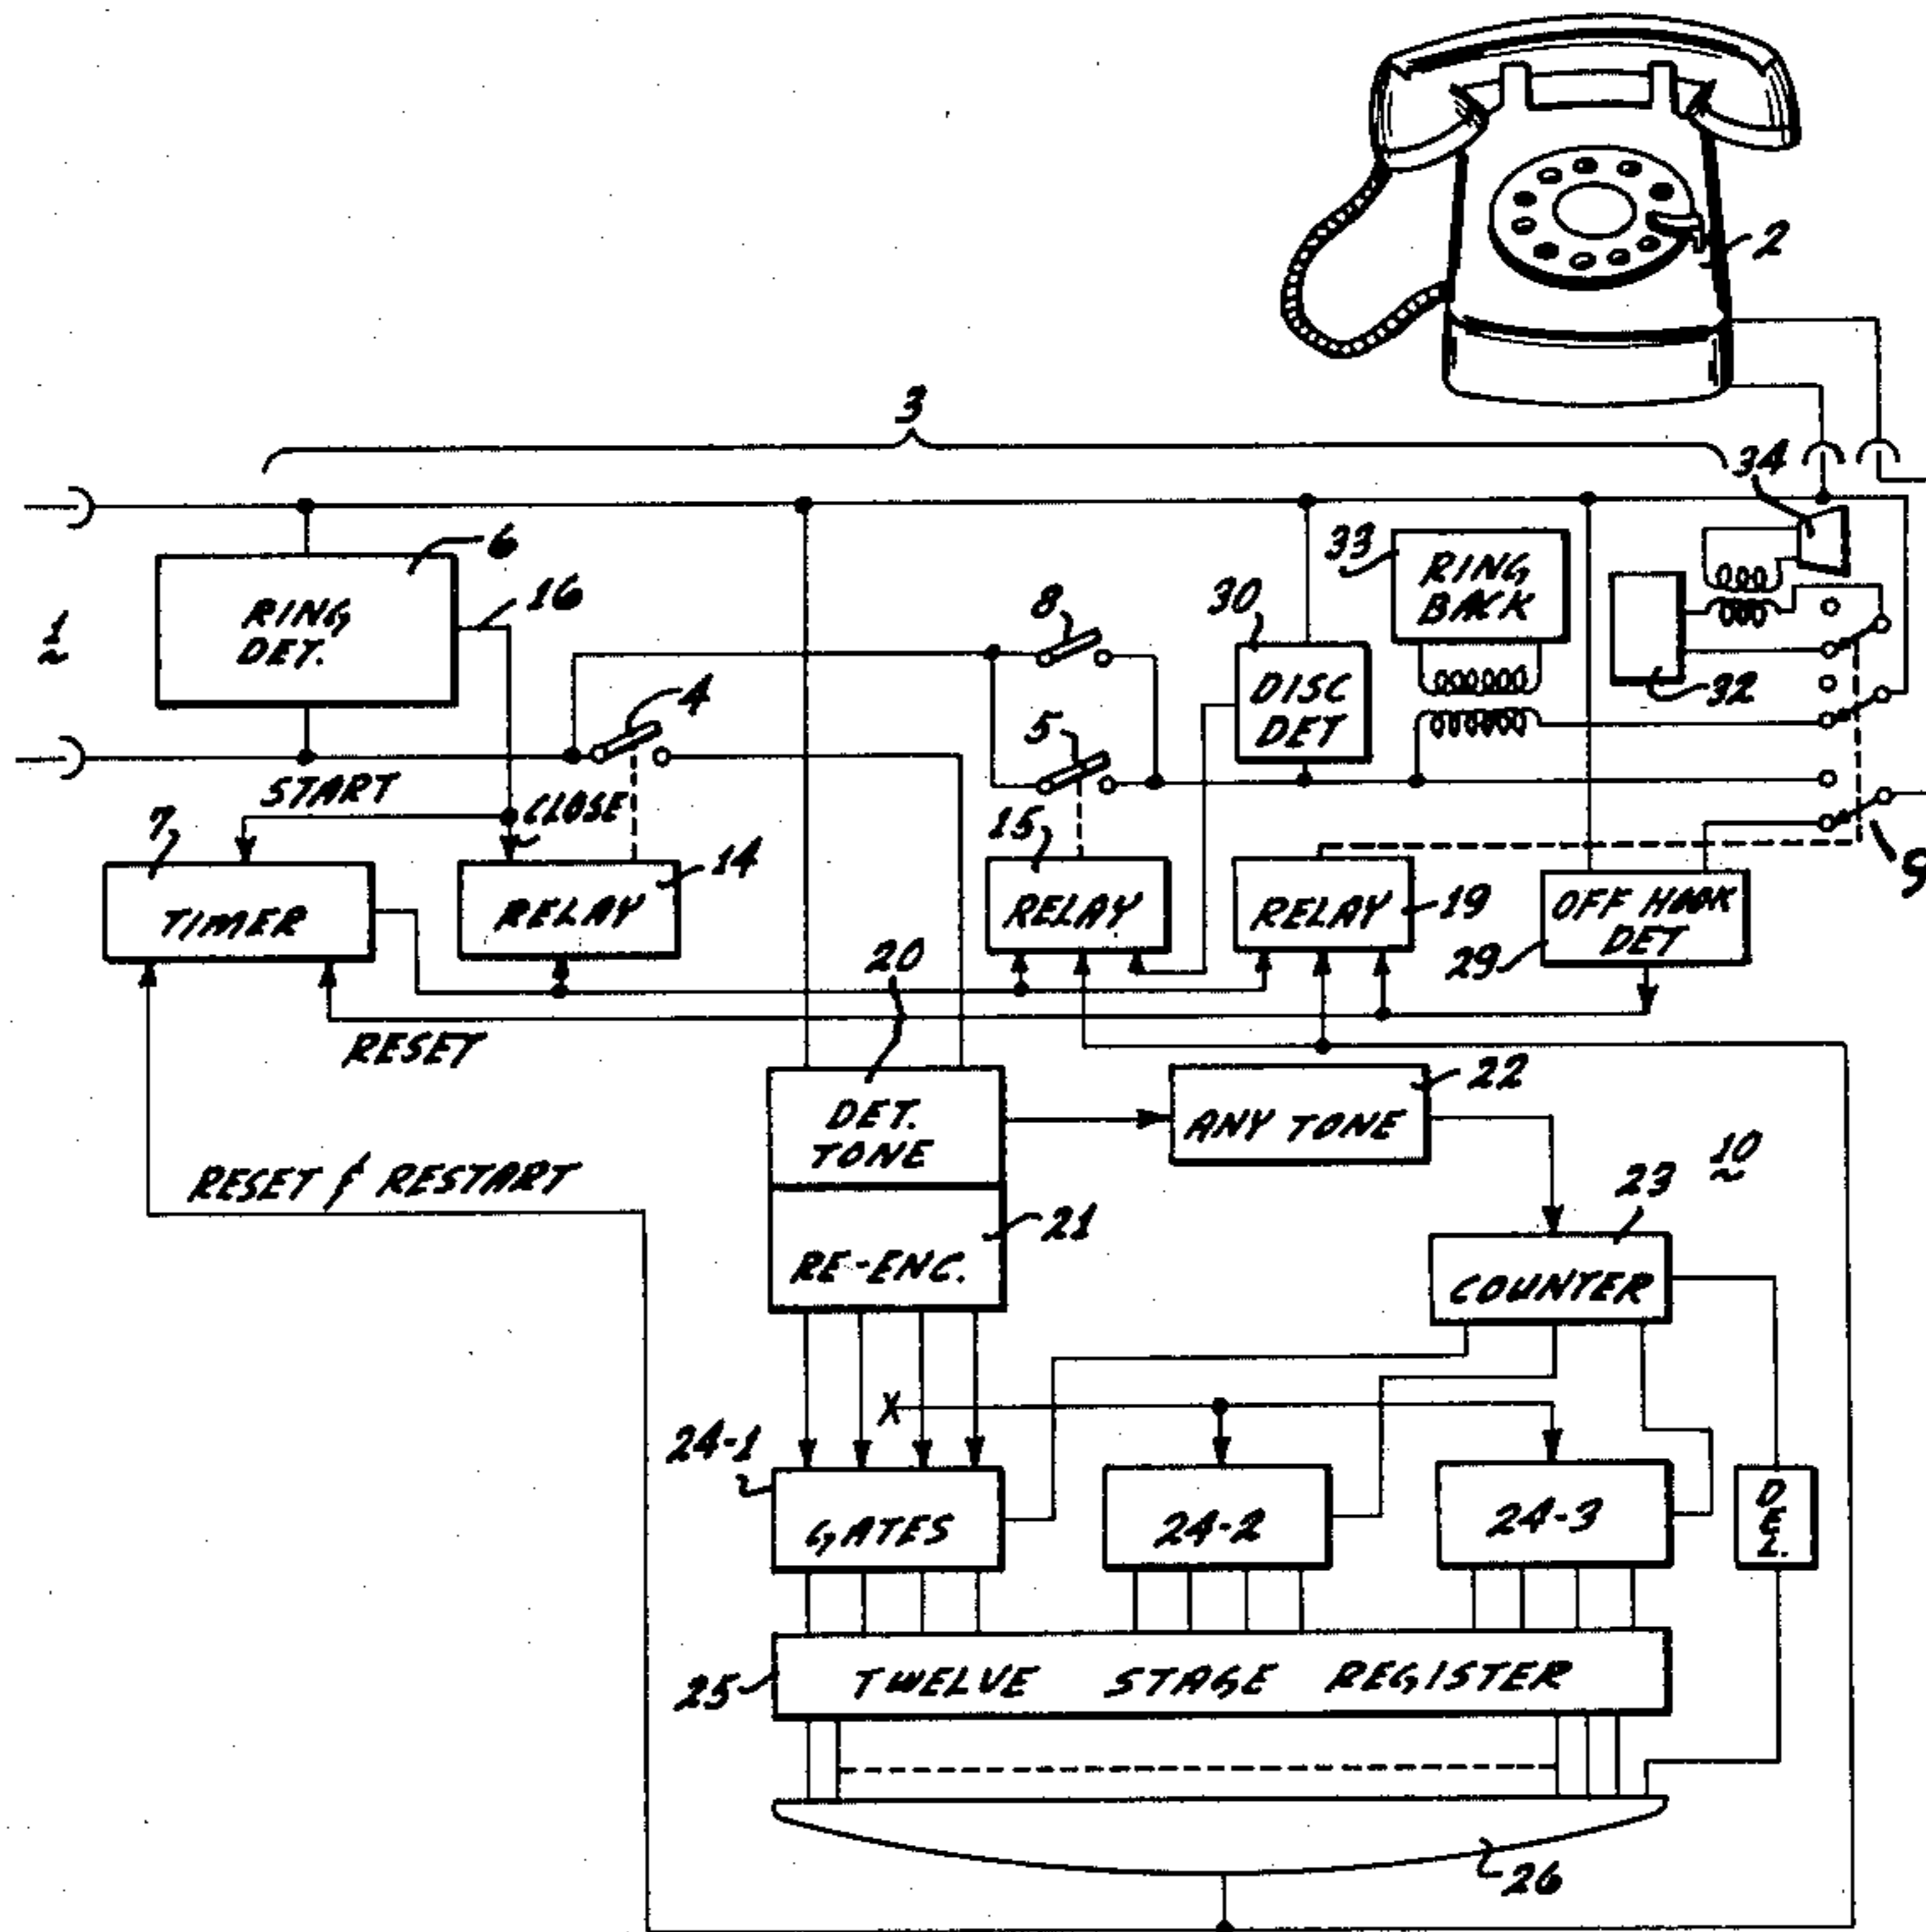 2
3
34
6
16
RING
DET.
1
33
RING
BACK
30
8
DISC
DET
32
4
5
START
CLOSE
7
14
15
9
TIMER
RELAY
RELAY
RELAY
19
OFF HOOK
DET
29
20
RESET
22
DET.
TONE
ANY TONE
10
RESET & RESTART
23
21
RE-ENC.
COUNTER
X
24-1
GATES
24-2
24-3
DEL.
25
TWELVE STAGE REGISTER
26